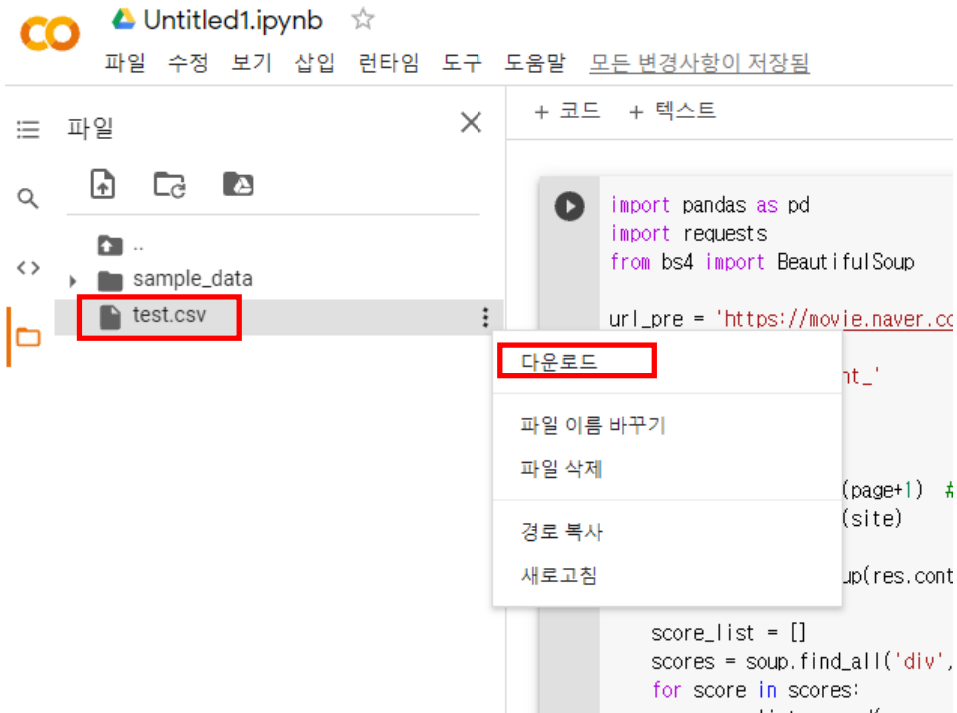 Untitled1.ipynb
파일 수정 보기 삽입 런타임 도구 도움말 모든 변경사항이 저장됨
파일
+ 코드 + 텍스트
..
sample_data
test.csv
다운로드
파일 이름 바꾸기
파일 삭제
경로 복사
새로고침
import pandas as pd
import requests
from bs4 import BeautifulSoup
url_pre = 'https://movie.naver.co
nt_'
(page+1) #
(site)
up(res.cont
score_list = []
scores = soup.find_all('div',
for score in scores: